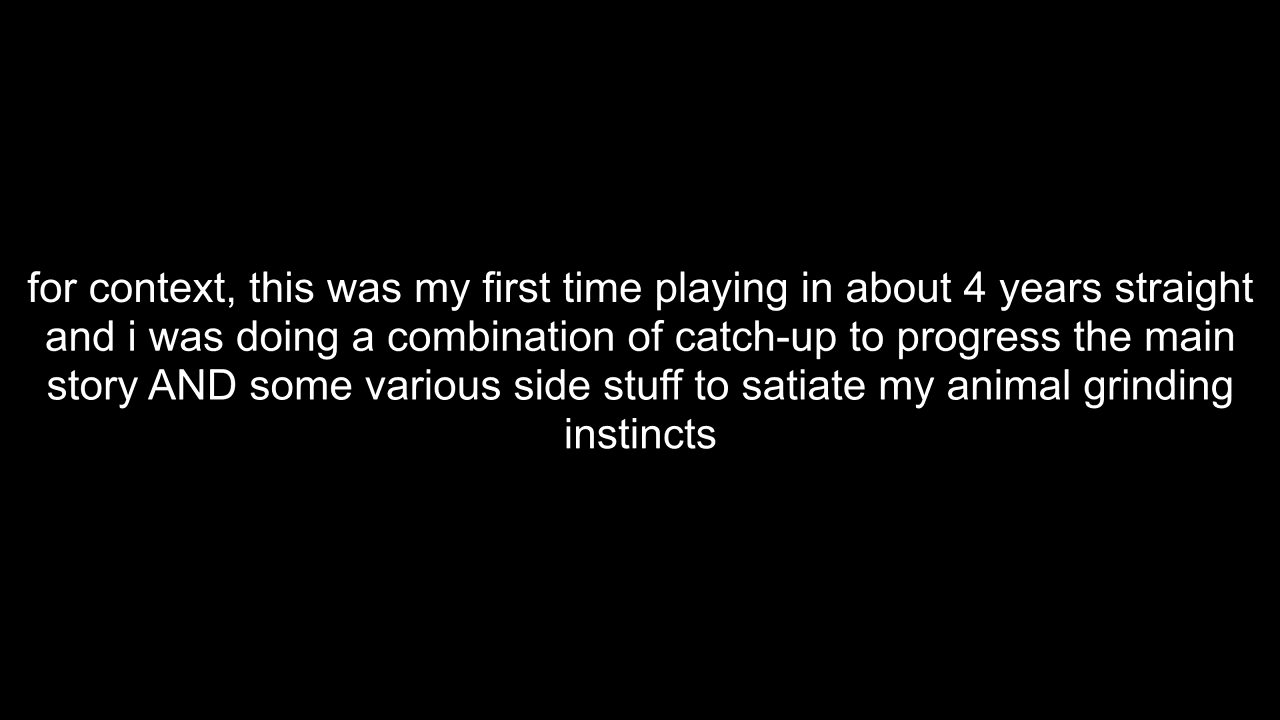 for context, this was my first time playing in about 4 years straight
and i was doing a combination of catch-up to progress the main
story AND some various side stuff to satiate my animal grinding
instincts